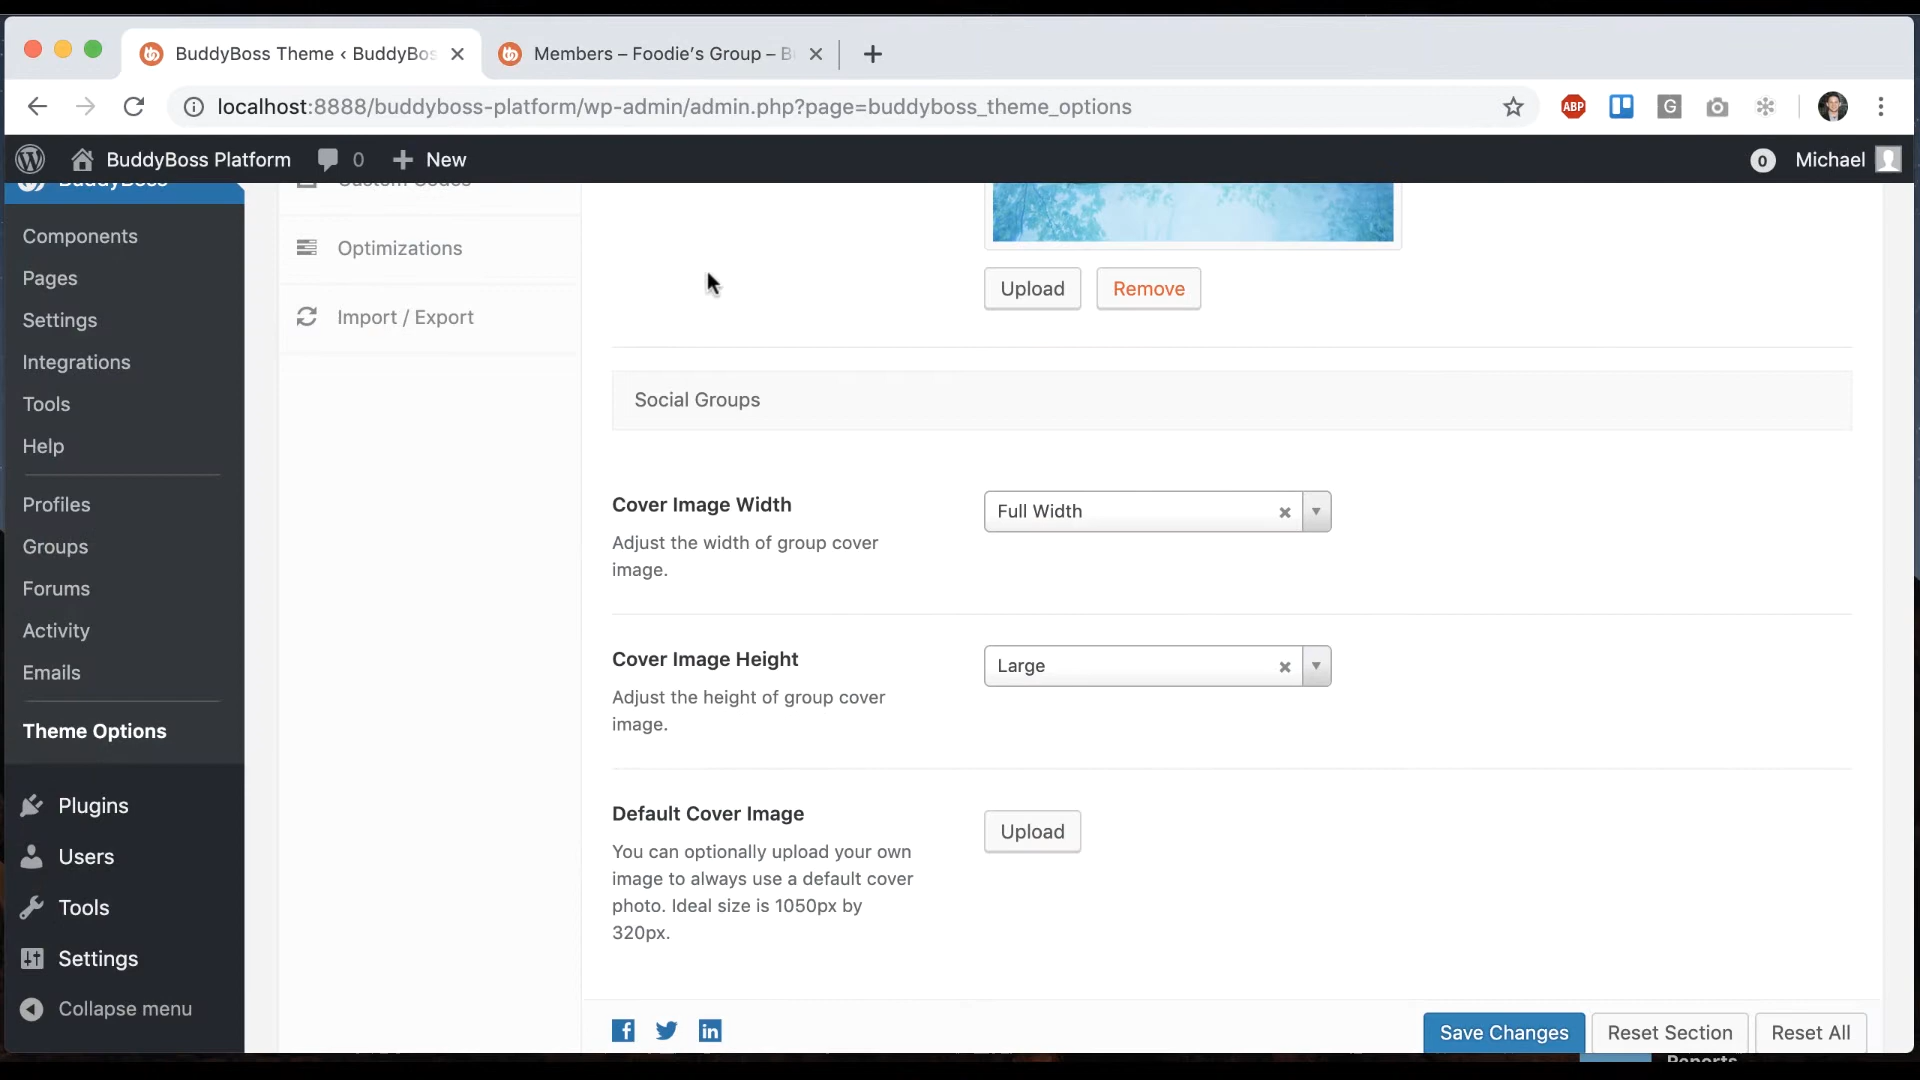 BuddyBoss Theme ‹ BuddyBos
Members – Foodie's Group – B
localhost:8888/buddyboss-platform/wp-admin/admin.php?page=buddyboss_theme_options
ABP
G
BuddyBoss Platform
0
New
0
Michael
BuddyBoss
Components
Pages
Settings
Integrations
Tools
Help
Profiles
Groups
Forums
Activity
Emails
Theme Options
Plugins
Users
Tools
Settings
Collapse menu
Custom Codes
Optimizations
Import / Export
Upload
Remove
Social Groups
Cover Image Width
Adjust the width of group cover
image.
Full Width
Cover Image Height
Adjust the height of group cover
image.
Large
Default Cover Image
You can optionally upload your own
image to always use a default cover
photo. Ideal size is 1050px by
320px.
Upload
Save Changes
Reset Section
Reset All
Reports